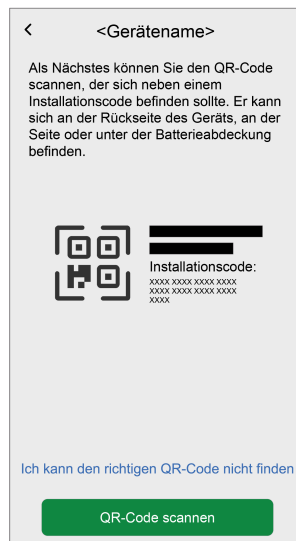 <Gerätename>
Als Nächstes können Sie den QR-Code
scannen, der sich neben einem
Installationscode befinden sollte. Er kann
sich an der Rückseite des Geräts, an der
Seite oder unter der Batterieabdeckung
befinden.
Installationscode:
xxxx xxxx xxxx xxxx
xxxx xxxx xxxx xxxx
xxxx
Ich kann den richtigen QR-Code nicht finden
QR-Code scannen